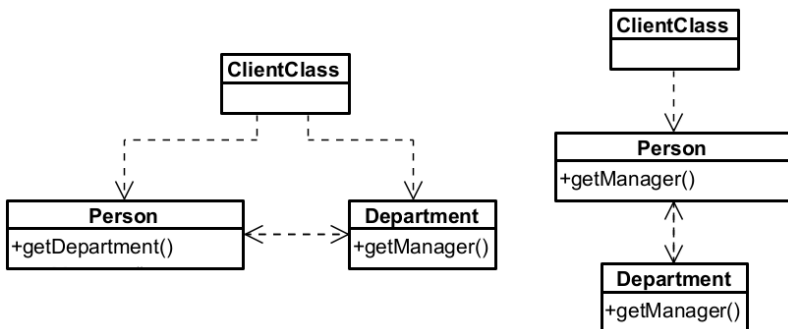 ClientClass
Person
+getDepartment()
Department
+getManager()
ClientClass
Person
+getManager()
Department
+getManager()